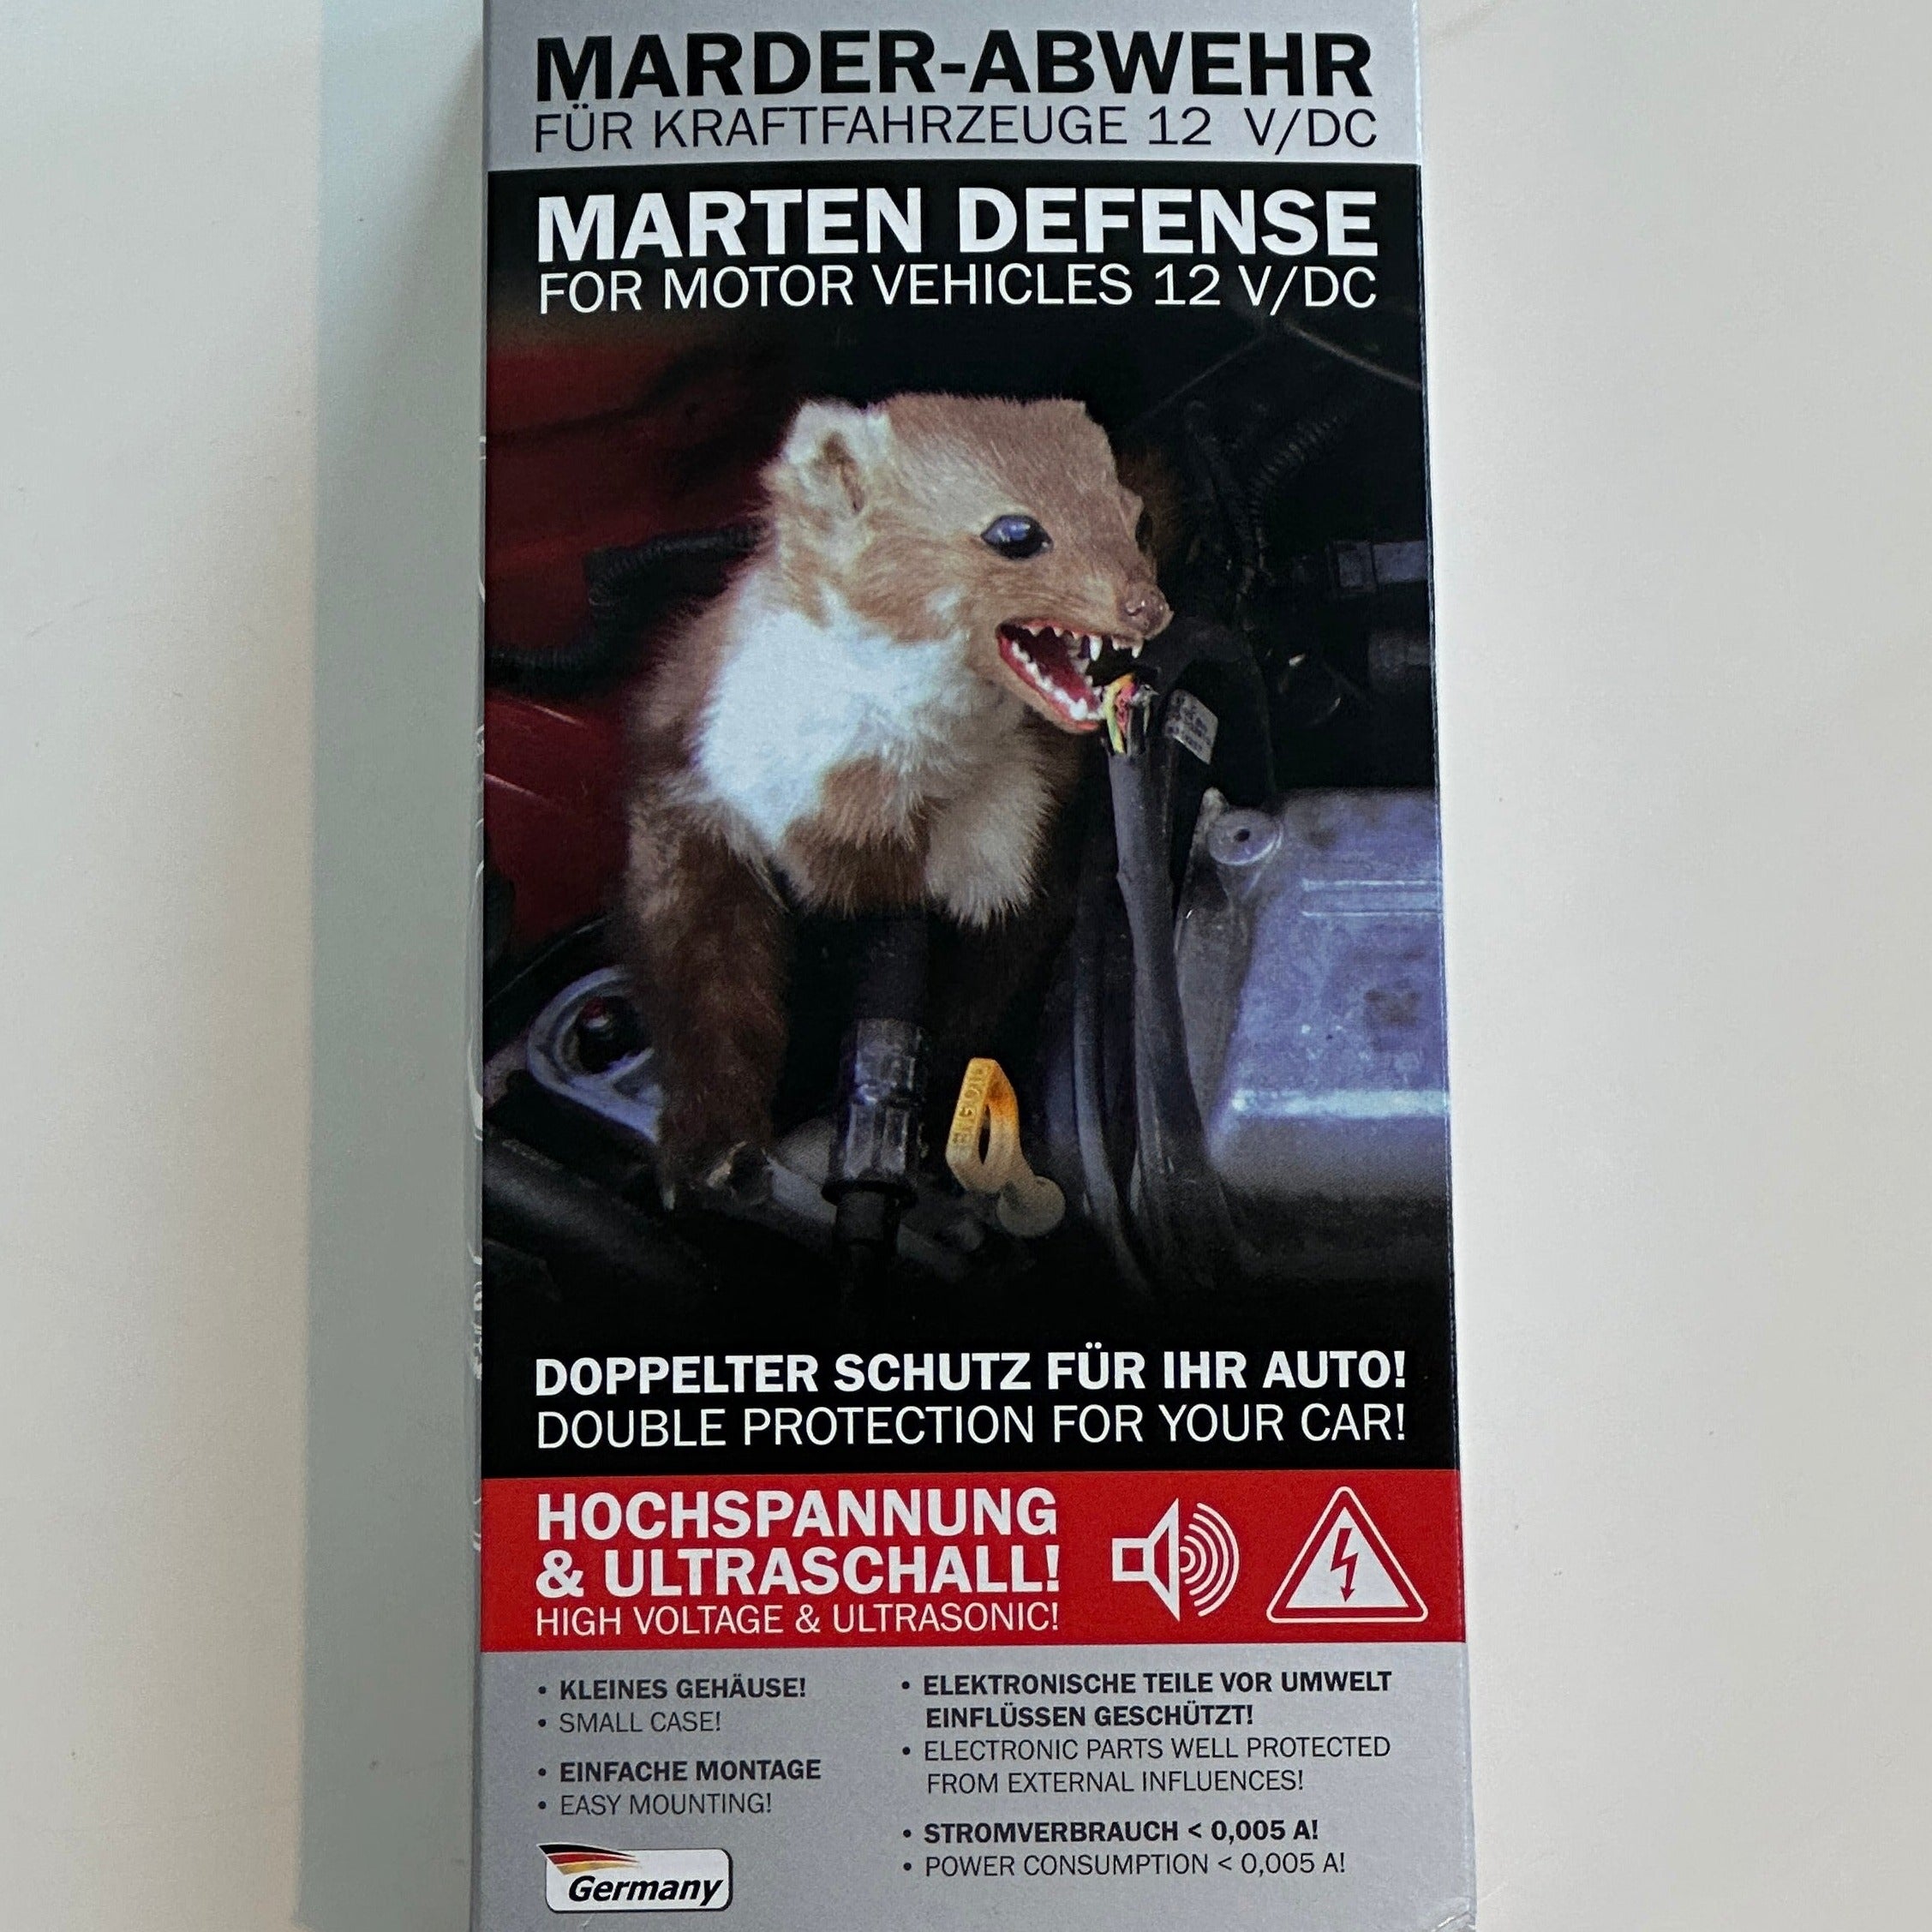 MARDER-ABWEHR
FÜR KRAFTFAHRZEUGE 12 V/DC
MARTEN DEFENSE
FOR MOTOR VEHICLES 12 V/DC
DOPPELTER SCHUTZ FÜR IHR AUTO!
DOUBLE PROTECTION FOR YOUR CAR!
HOCHSPANNUNG
& ULTRASCHALL!
HIGH VOLTAGE & ULTRASONIC!
• KLEINES GEHÄUSE!
• SMALL CASE!
• EINFACHE MONTAGE
• EASY MOUNTING!
• ELEKTRONISCHE TEILE VOR UMWELT
EINFLÜSSEN GESCHÜTZT!
• ELECTRONIC PARTS WELL PROTECTED
FROM EXTERNAL INFLUENCES!
• STROMVERBRAUCH < 0,005 A!
• POWER CONSUMPTION < 0,005 A!
Germany